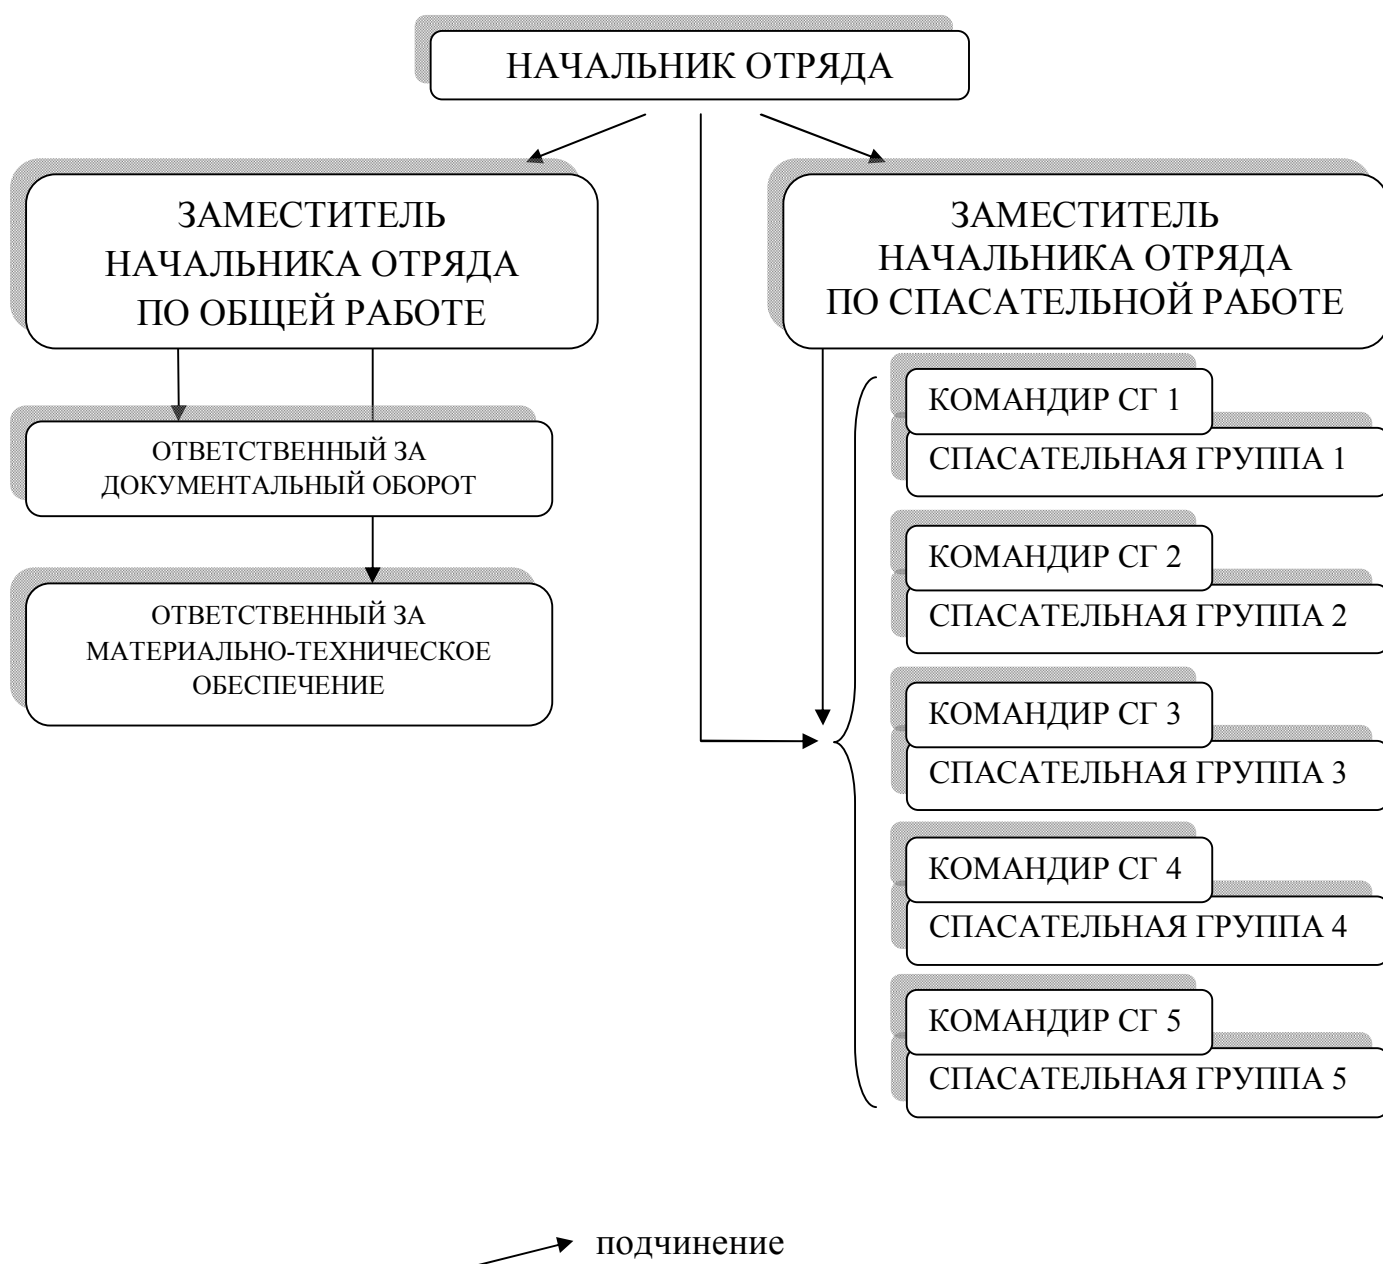 НАЧАЛЬНИК ОТРЯДА
ЗАМЕСТИТЕЛЬ
НАЧАЛЬНИКА ОТРЯДА
ПО ОБЩЕЙ РАБОТЕ
ЗАМЕСТИТЕЛЬ
НАЧАЛЬНИКА ОТРЯДА
ПО СПАСАТЕЛЬНОЙ РАБОТЕ
ОТВЕТСТВЕННЫЙ ЗА
ДОКУМЕНТАЛЬНЫЙ ОБОРОТ
ОТВЕТСТВЕННЫЙ ЗА
МАТЕРИАЛЬНО-ТЕХНИЧЕСКОЕ
ОБЕСПЕЧЕНИЕ
КОМАНДИР СГ 1
СПАСАТЕЛЬНАЯ ГРУППА 1
КОМАНДИР СГ 2
СПАСАТЕЛЬНАЯ ГРУППА 2
КОМАНДИР СГ 3
СПАСАТЕЛЬНАЯ ГРУППА 3
КОМАНДИР СГ 4
СПАСАТЕЛЬНАЯ ГРУППА 4
КОМАНДИР СГ 5
СПАСАТЕЛЬНАЯ ГРУППА 5
подчинение